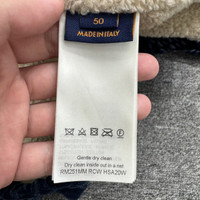 50
MADE IN ITALY
Gentle dry clean
Dry clean inside out in a net
RM251MM RCW HSA20W